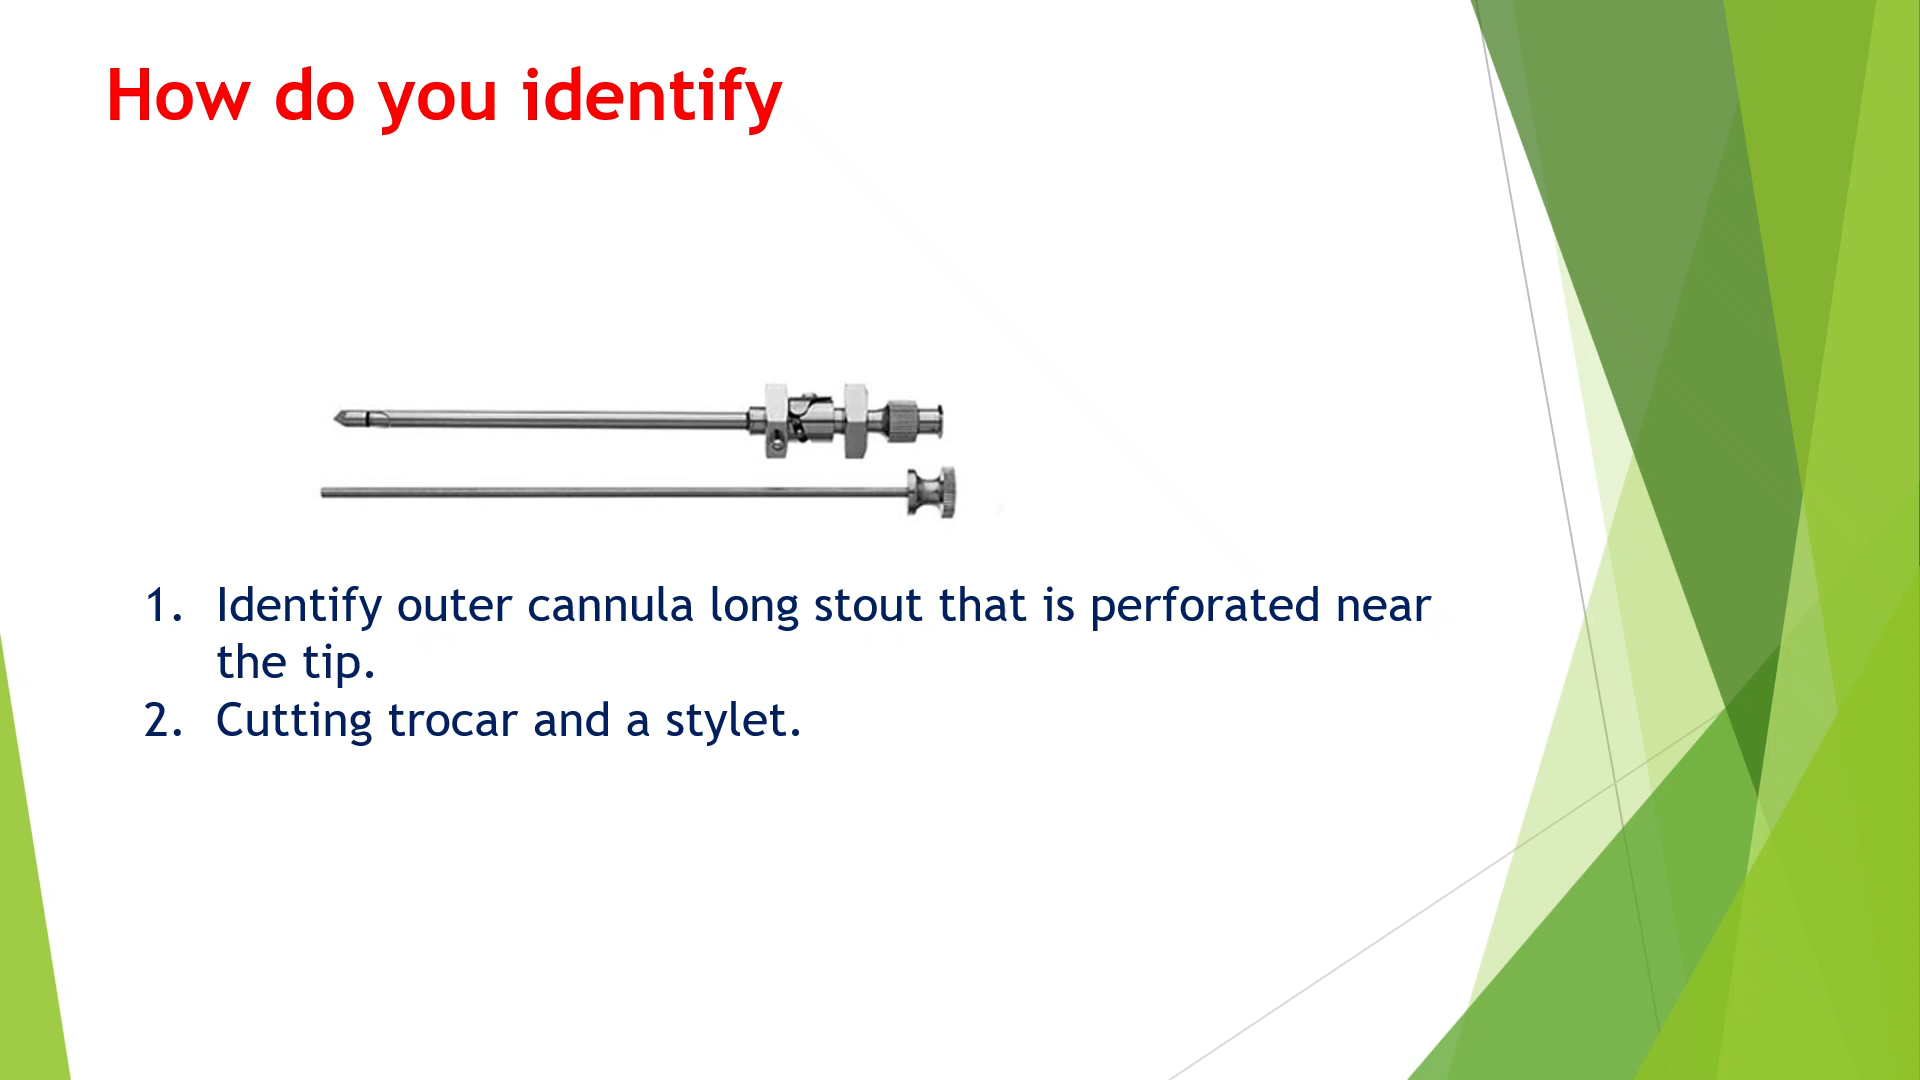 How do you identify
1. Identify outer cannula long stout that is perforated near
the tip.
2. Cutting trocar and a stylet.